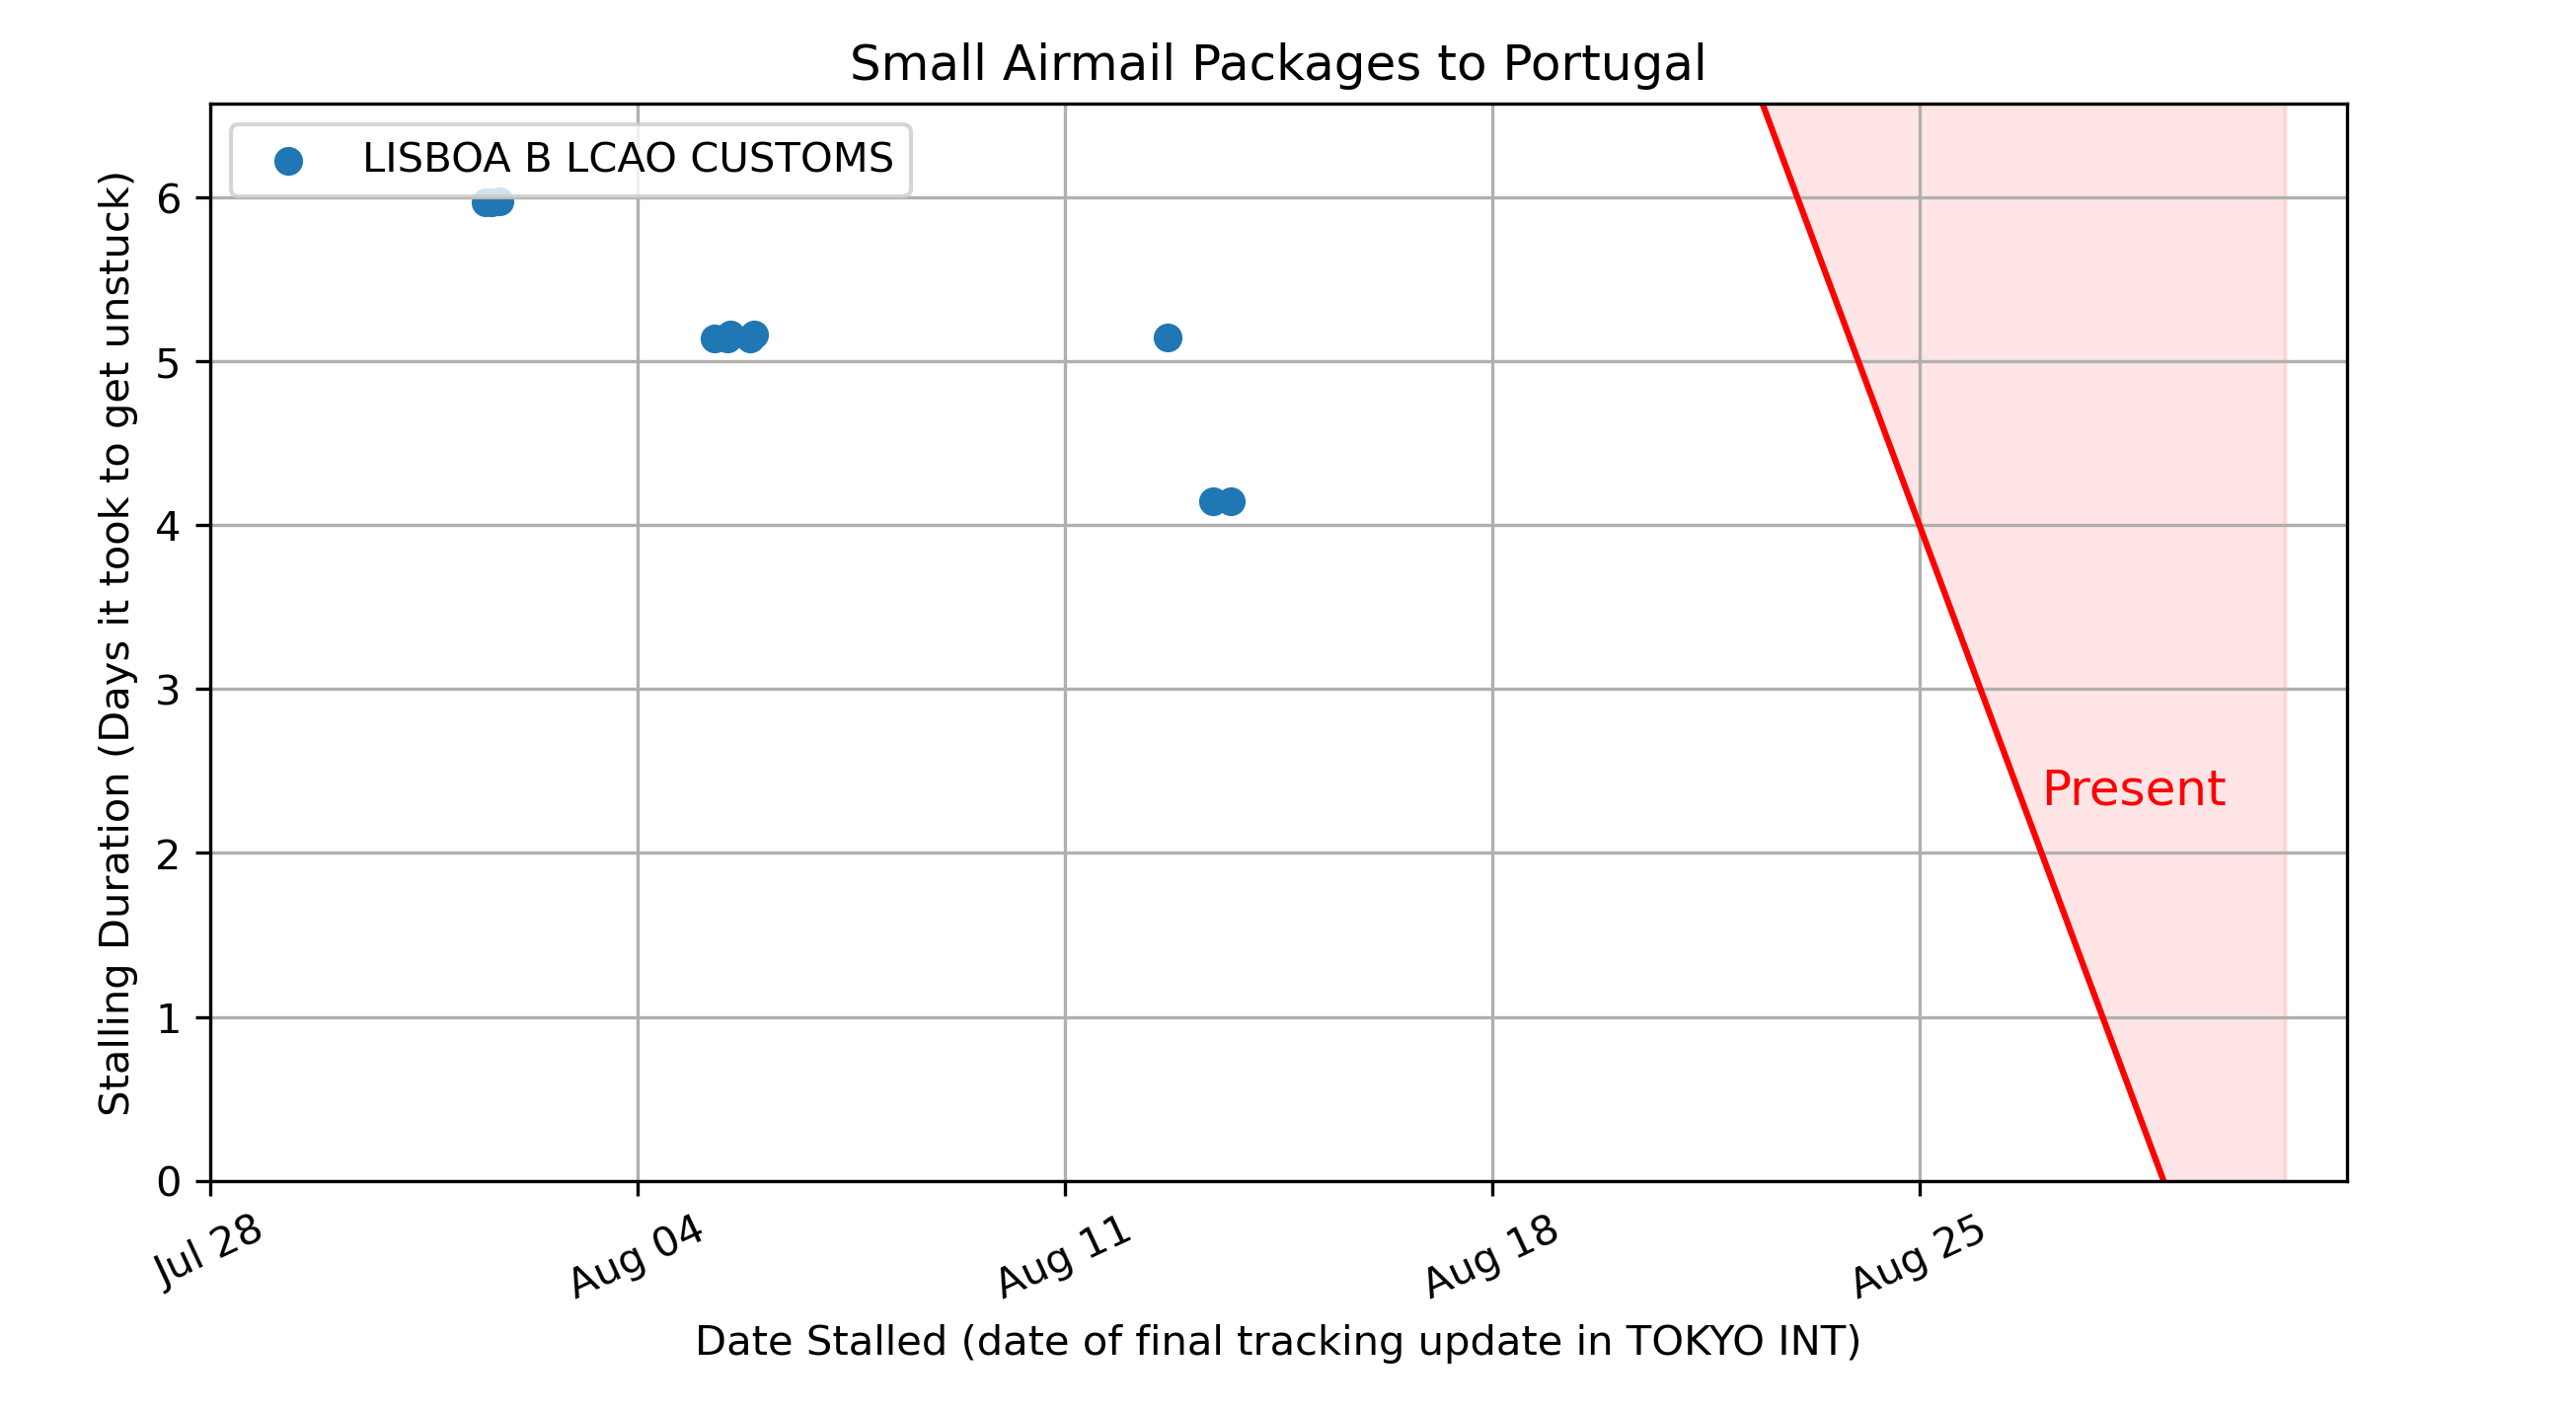 Small Airmail Packages to Portugal
LISBOA B LCAO CUSTOMS
Stalling Duration (Days it took to get unstuck)
6
5
4
3
2
1
0
Present
Jul 28
Aug 04
Aug 11
Aug 18
Aug 25
Date Stalled (date of final tracking update in TOKYO INT)